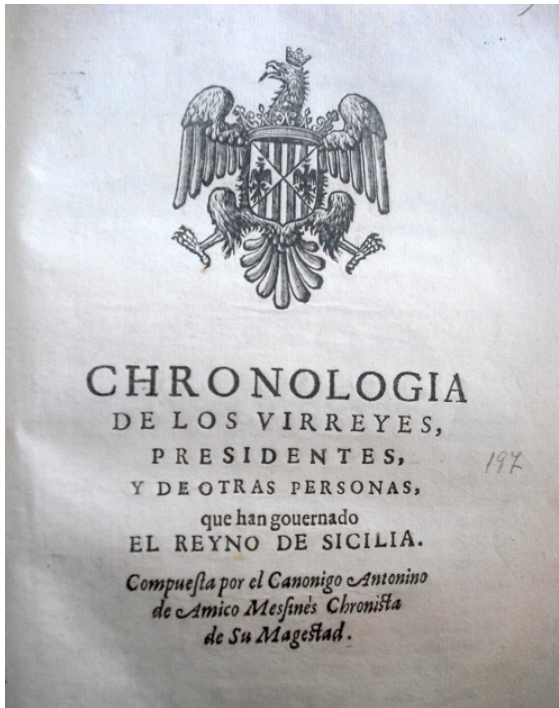 CHRONOLOGIA
DE LOS VIRREYES,
PRESIDENTES,
Y DE OTRAS PERSONAS,
que han gouernado
EL REYNO DE SICILIA.
Compuesta por el Canonigo Antonino
de Amico Messinès Chronista
de Su Magestad.
197